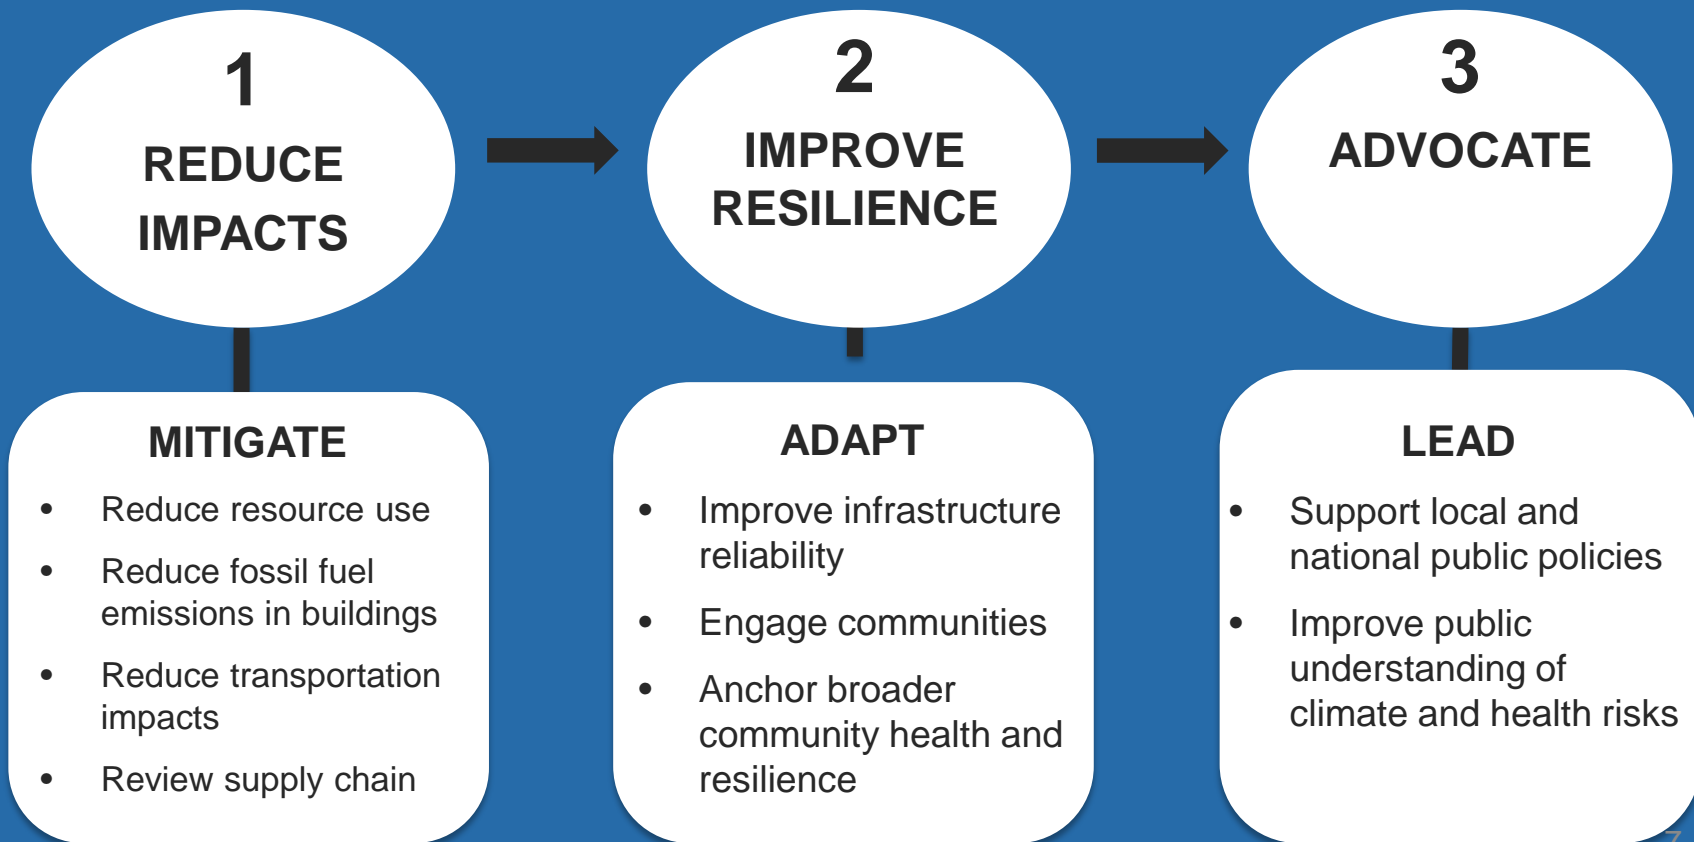 1
REDUCE
IMPACTS
2
IMPROVE
RESILIENCE
3
ADVOCATE
MITIGATE
• Reduce resource use
• Reduce fossil fuel
emissions in buildings
• Reduce transportation
impacts
• Review supply chain
ADAPT
• Improve infrastructure
reliability
• Engage communities
• Anchor broader
community health and
resilience
LEAD
• Support local and
national public policies
• Improve public
understanding of
climate and health risks
7